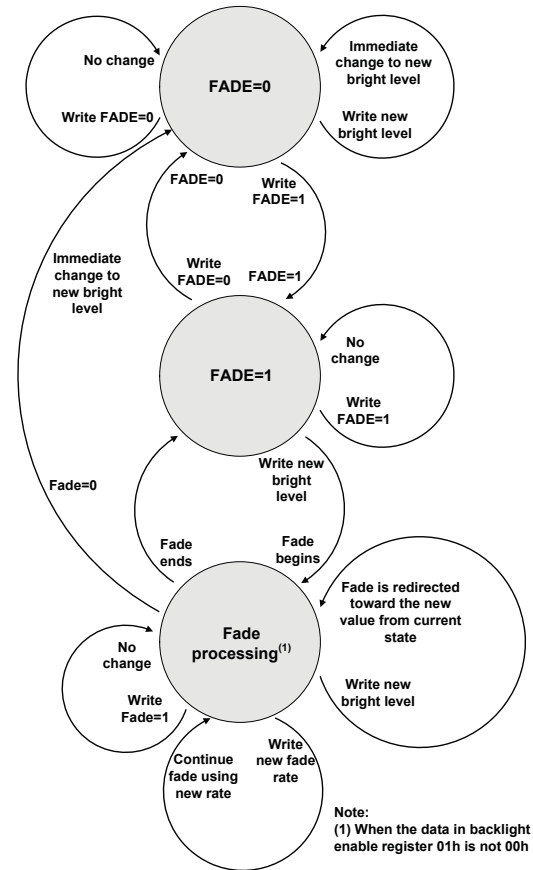 No change
Write FADE=0
FADE=0
Immediate
change to new
bright level
Write new
bright level
FADE=0
Write
FADE=1
Immediate
change to
new bright
level
Write
FADE=0
FADE=1
FADE=1
No
change
Write
FADE=1
Fade=0
Write new
bright
level
Fade
ends
Fade
begins
Fade is redirected
toward the new
value from current
state
Fade
processing(1)
No
change
Write
Fade=1
Write new
bright level
Continue
fade using
new rate
Write
new fade
rate
Note:
(1) When the data in backlight
enable register 01h is not 00h